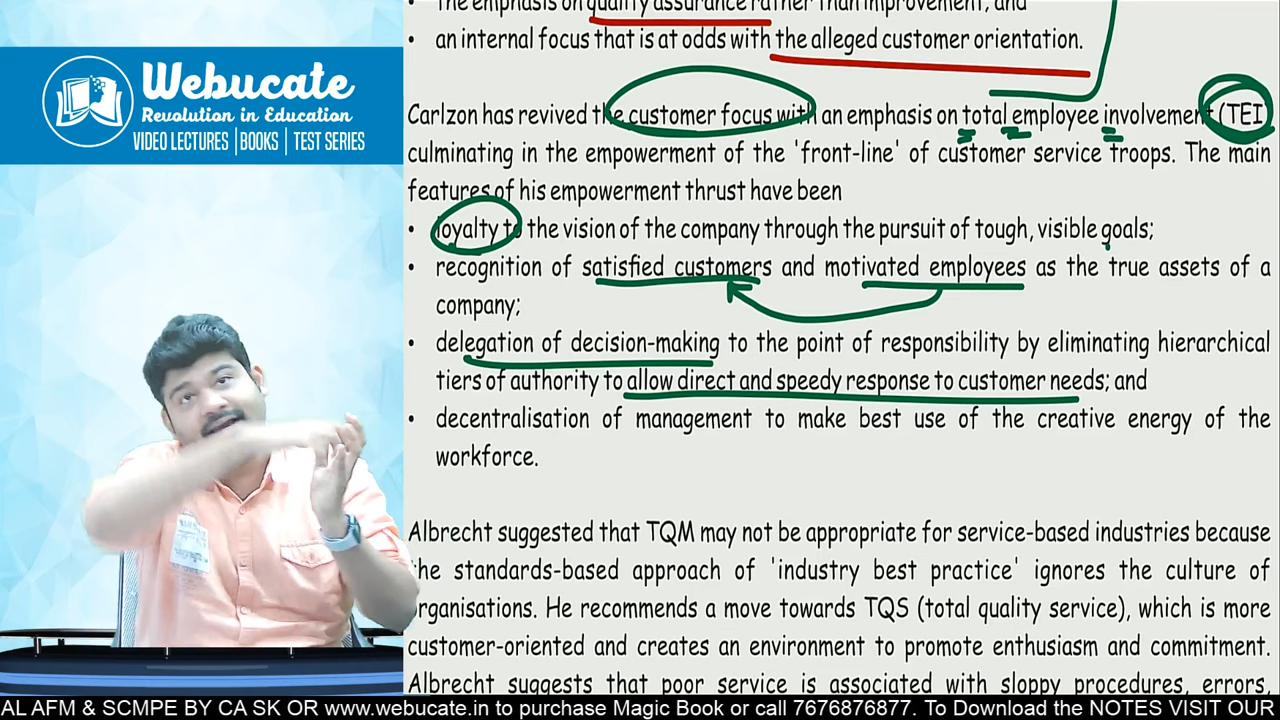 Webucate
Revolution in Education
VIDEO LECTURES |BOOKS | TEST SERIES
• the emphasis on quality assurance rather than improvement; and
• an internal focus that is at odds with the alleged customer orientation.
Carlzon has revived the customer focus with an emphasis on total employee involvement (TEI)
culminating in the empowerment of the 'front-line' of customer service troops. The main
features of his empowerment thrust have been
• loyalty to the vision of the company through the pursuit of tough, visible goals;
• recognition of satisfied customers and motivated employees as the true assets of a
company;
• delegation of decision-making to the point of responsibility by eliminating hierarchical
tiers of authority to allow direct and speedy response to customer needs; and
• decentralisation of management to make best use of the creative energy of the
workforce.
Albrecht suggested that TQM may not be appropriate for service-based industries because
the standards-based approach of 'industry best practice' ignores the culture of
organisations. He recommends a move towards TQS (total quality service), which is more
customer-oriented and creates an environment to promote enthusiasm and commitment.
Albrecht suggests that poor service is associated with sloppy procedures, errors,
AL AFM & SCMPE BY CA SK OR www.webucate.in to purchase Magic Book or call 7676876877. To Download the NOTES VISIT OUR